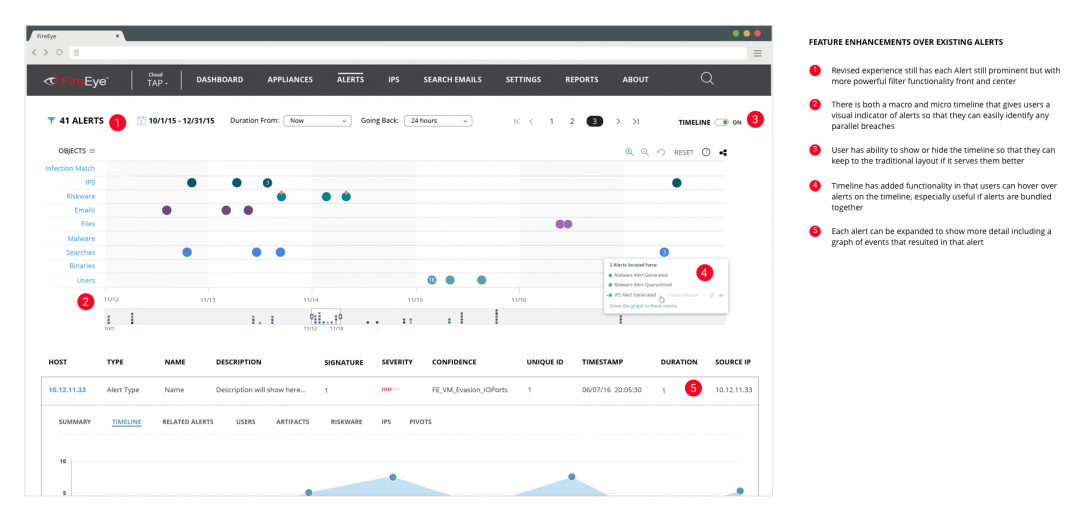 FireEye ×
FireEye™
Cloud
TAP
DASHBOARD APPLIANCES ALERTS IPS SEARCH EMAILS SETTINGS REPORTS ABOUT
41 ALERTS 1 10/1/15 - 12/31/15 Duration From: Now Going Back: 24 hours K < 1 2 3 > >| TIMELINE ON 3
OBJECTS RESET ?
Infection Match
IPS 3
Riskware
Emails
Files
Malware
Searches 3
Binaries
Users 15
3 Alerts located here:
Malware Alert Generated
Malware Alert Quarantined
IPS Alert Generated
Zoom the graph to these events
4
2 11/12 11/13 11/14 11/15 11/16
10/1 11/12 11/18
HOST TYPE NAME DESCRIPTION SIGNATURE SEVERITY CONFIDENCE UNIQUE ID TIMESTAMP DURATION SOURCE IP
10.12.11.33 Alert Type Name Description will show here... 1 FE_VM_Evasion_IOPorts 1 06/07/16 20:05:30 1 5 10.12.11.33
SUMMARY TIMELINE RELATED ALERTS USERS ARTIFACTS RISKWARE IPS PIVOTS
10
5
FEATURE ENHANCEMENTS OVER EXISTING ALERTS
1 Revised experience still has each Alert still prominent but with
more powerful filter functionality front and center
2 There is both a macro and micro timeline that gives users a
visual indicator of alerts so that they can easily identify any
parallel breaches
3 User has ability to show or hide the timeline so that they can
keep to the traditional layout if it serves them better
4 Timeline has added functionality in that users can hover over
alerts on the timeline, especially useful if alerts are bundled
together
5 Each alert can be expanded to show more detail including a
graph of events that resulted in that alert